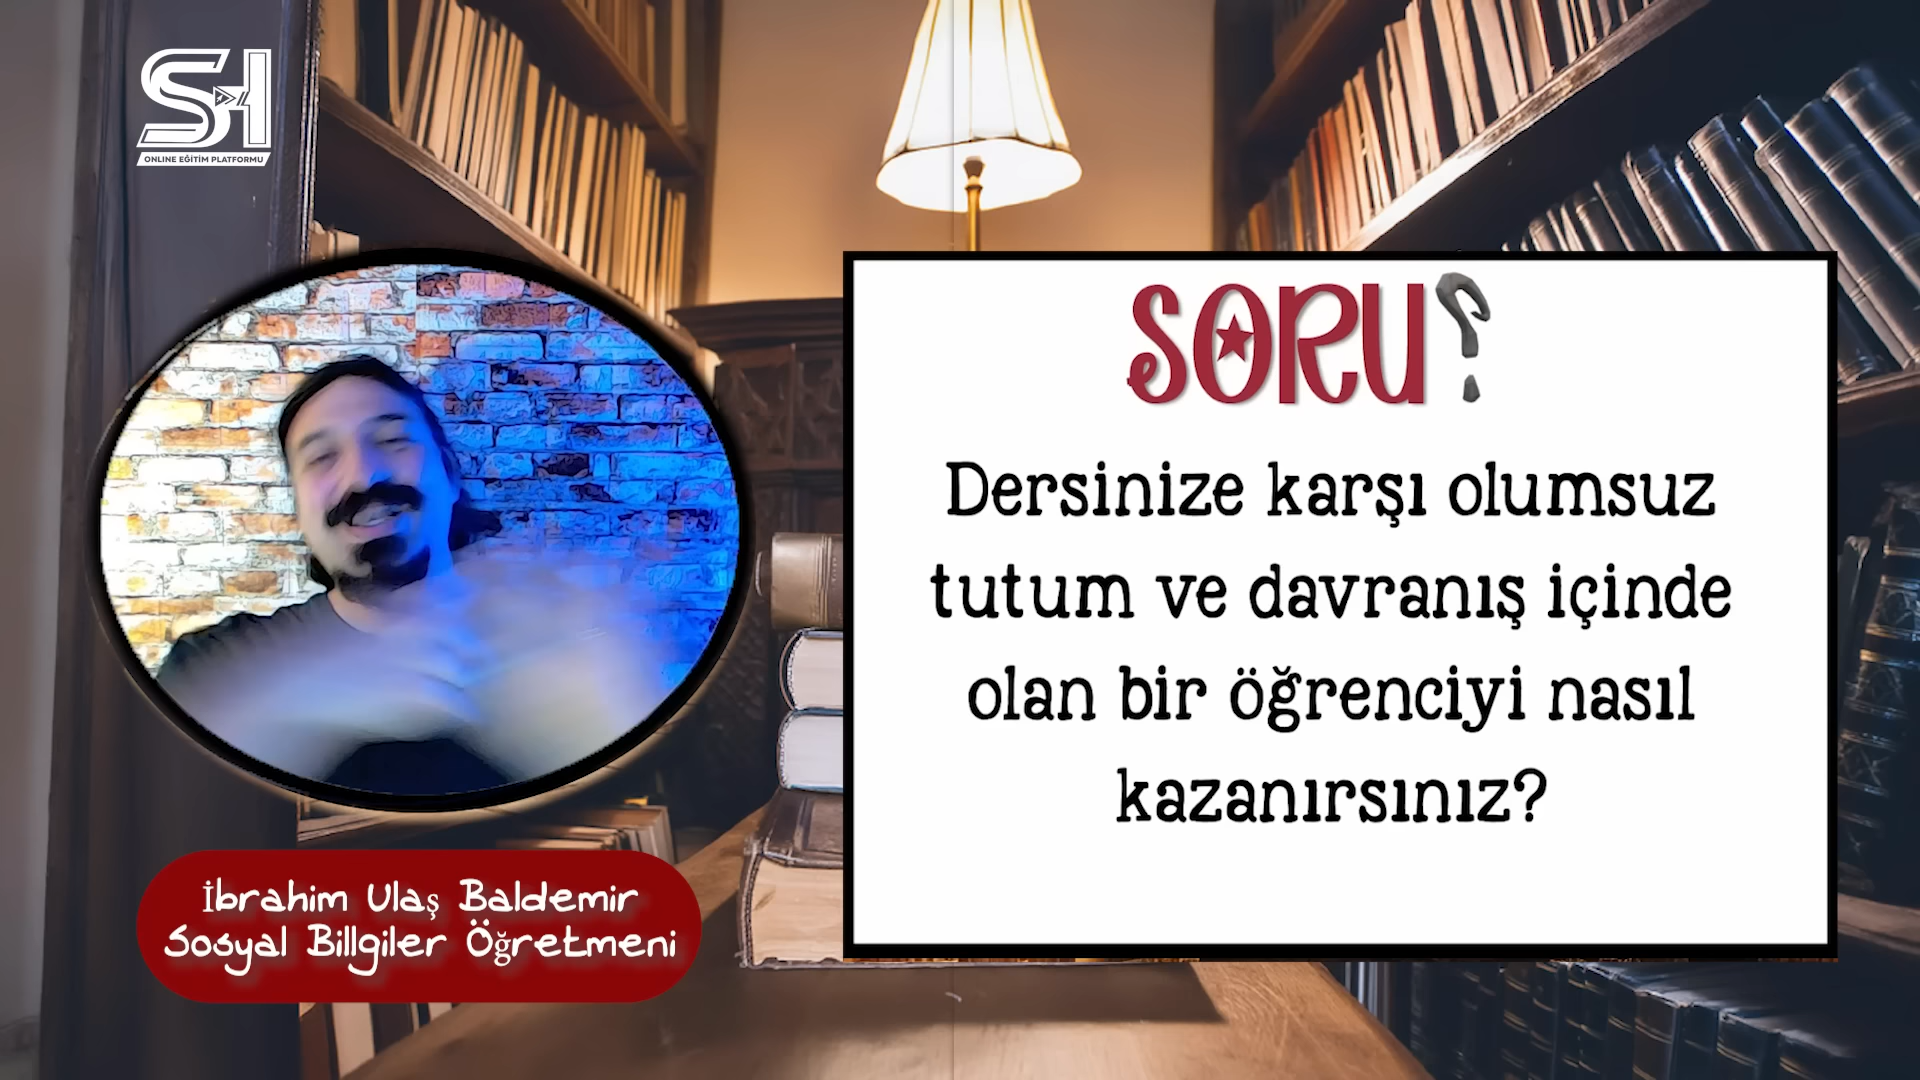 SH
ONLINE EĞİTİM PLATFORMU
SORU?
Dersinize karşı olumsuz
tutum ve davranış içinde
olan bir öğrenciyi nasıl
kazanırsınız?
İbrahim Ulaş Baldemir
Sosyal Billgiler Öğretmeni